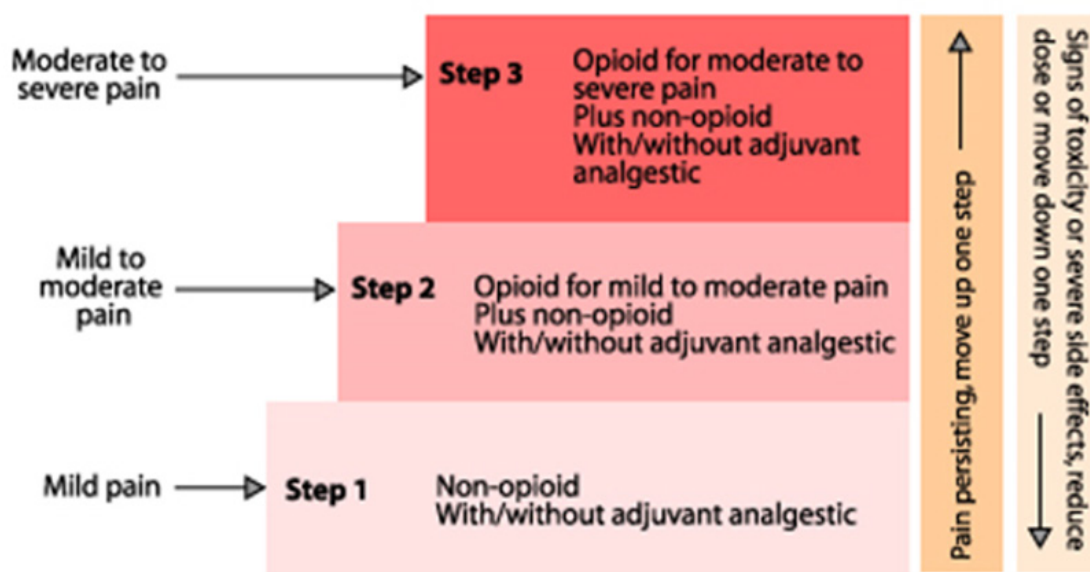 Moderate to
severe pain
Step 3
Opioid for moderate to
severe pain
Plus non-opioid
With/without adjuvant
analgestic
Mild to
moderate
pain
Step 2
Opioid for mild to moderate pain
Plus non-opioid
With/without adjuvant analgestic
Mild pain
Step 1
Non-opioid
With/without adjuvant analgestic
Pain persisting, move up one step
Signs of toxicity or severe side effects, reduce
dose or move down one step